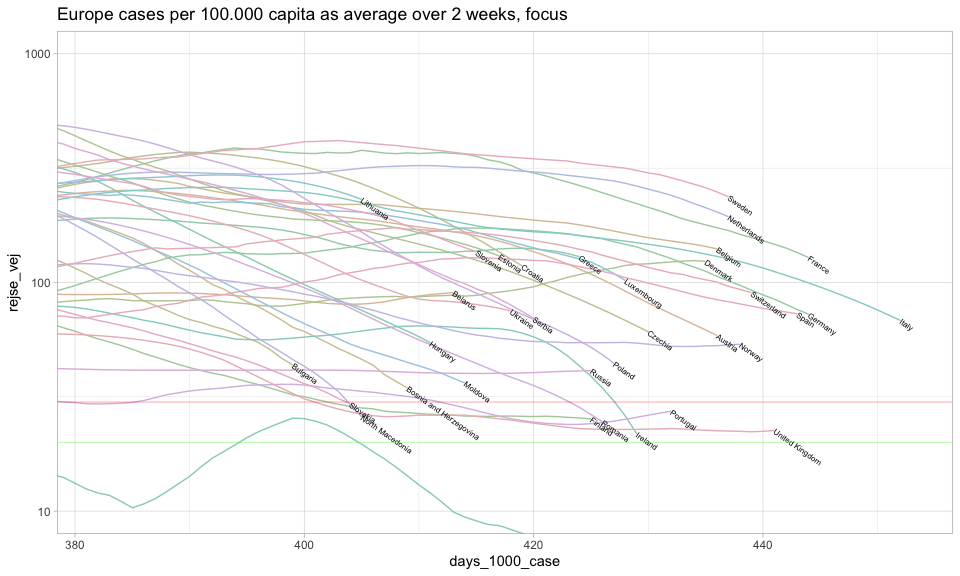 Europe cases per 100.000 capita as average over 2 weeks, focus
1000
100
10
rejse_vej
Lithuania
Sweden
Netherlands
France
Slovenia
Estonia
Croatia
Greece
Belgium
Denmark
Luxembourg
Belarus
Ukraine
Serbia
Switzerland
Spain
Germany
Italy
Czechia
Austria
Norway
Hungary
Poland
Bulgaria
Moldova
Russia
Bosnia and Herzegovina
Slovakia
North Macedonia
Finland
Romania
Ireland
Portugal
United Kingdom
380
400
420
440
days_1000_case